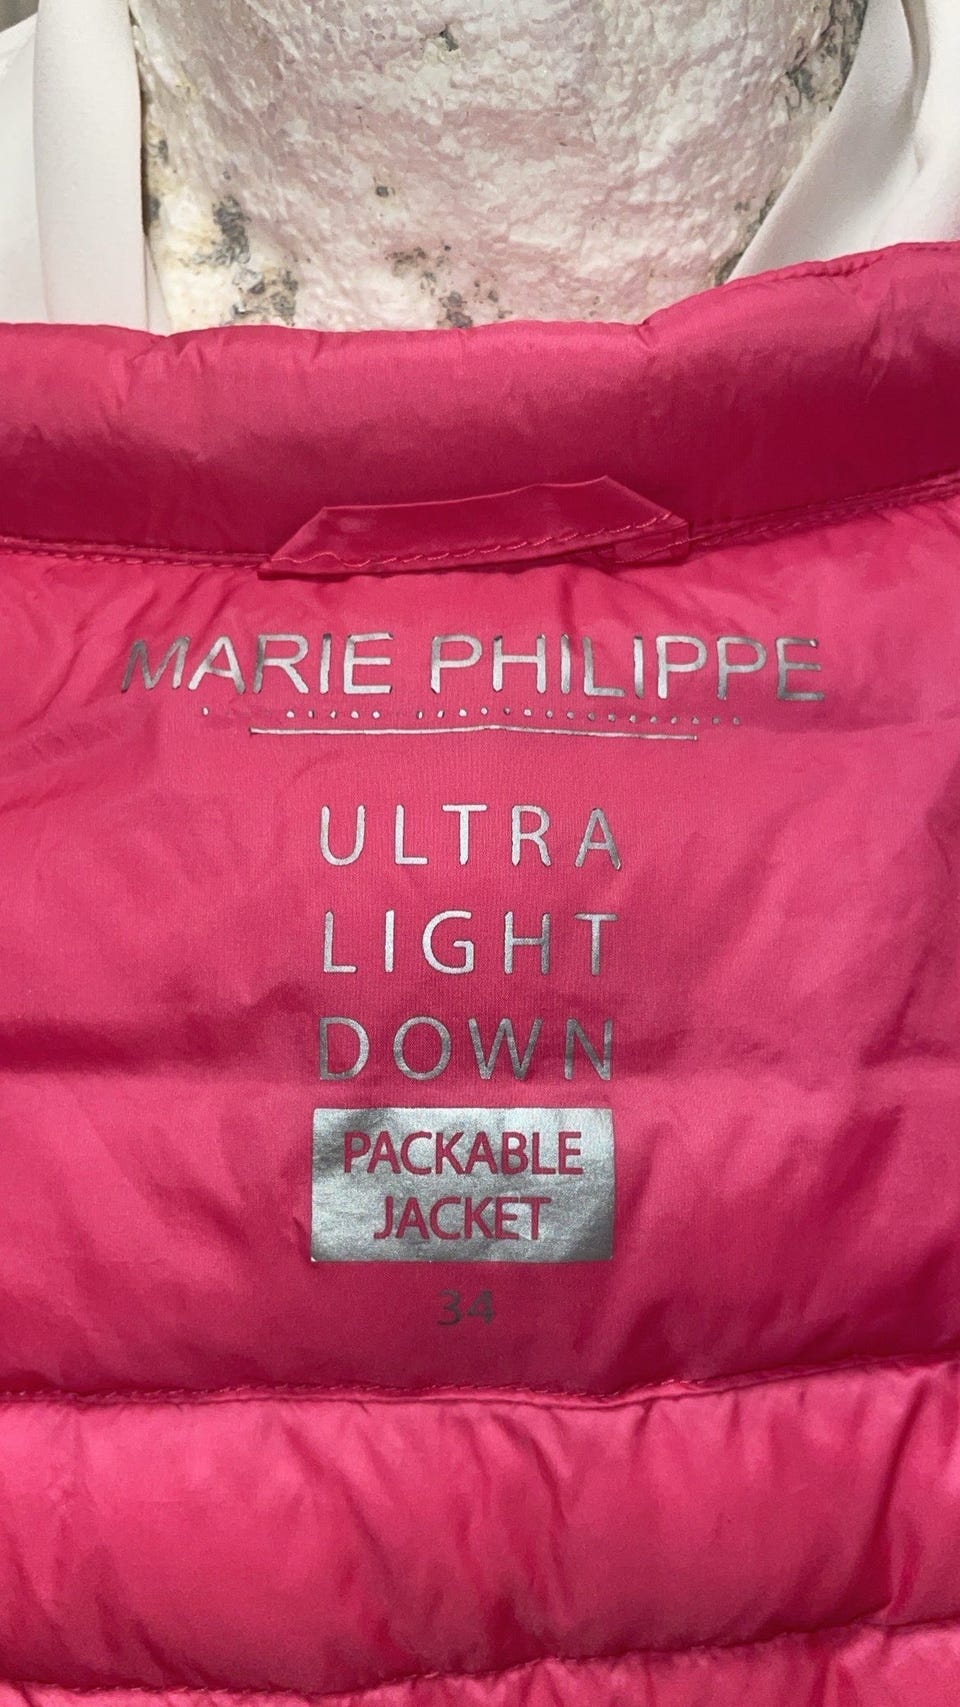 MARIE PHILIPPE
ULTRA
LIGHT
DOWN
PACKABLE
JACKET
34